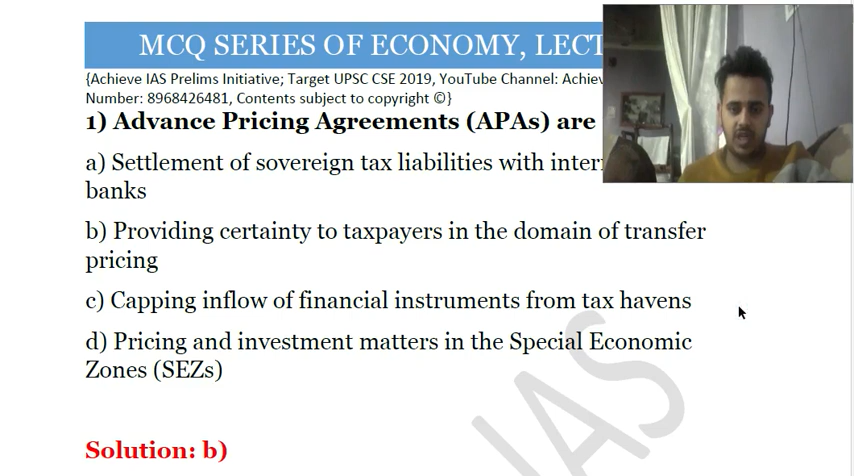 MCQ SERIES OF ECONOMY, LECT
{Achieve IAS Prelims Initiative; Target UPSC CSE 2019, YouTube Channel: Achiev
Number: 8968426481, Contents subject to copyright ©}
1) Advance Pricing Agreements (APAs) are
a) Settlement of sovereign tax liabilities with inter
banks
b) Providing certainty to taxpayers in the domain of transfer
pricing
c) Capping inflow of financial instruments from tax havens
d) Pricing and investment matters in the Special Economic
Zones (SEZs)
IAS
Solution: b)